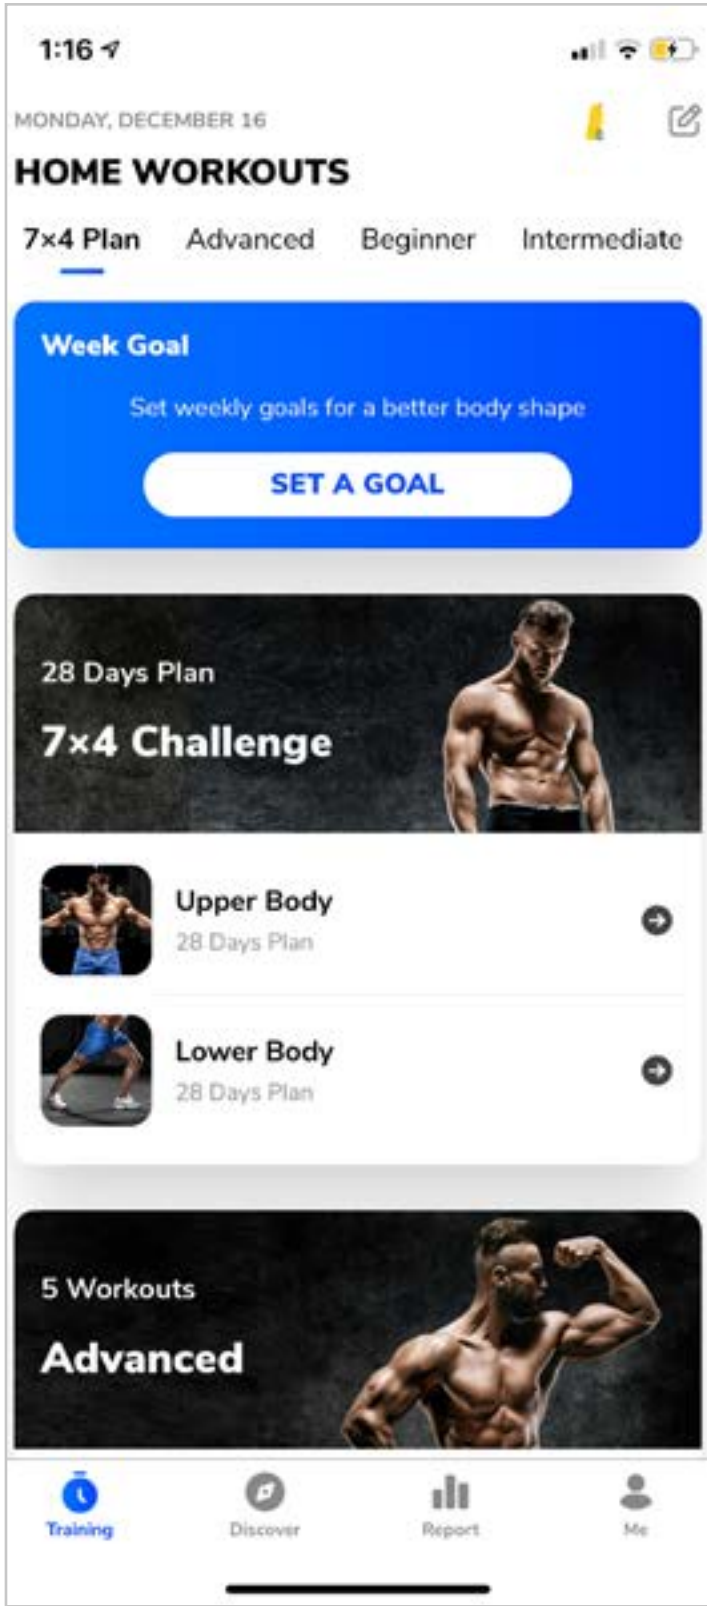 1:16
MONDAY, DECEMBER 16
HOME WORKOUTS
7×4 Plan Advanced Beginner Intermediate
Week Goal
Set weekly goals for a better body shape
SET A GOAL
28 Days Plan
7×4 Challenge
Upper Body
28 Days Plan
Lower Body
28 Days Plan
5 Workouts
Advanced
Training Discover Report Me